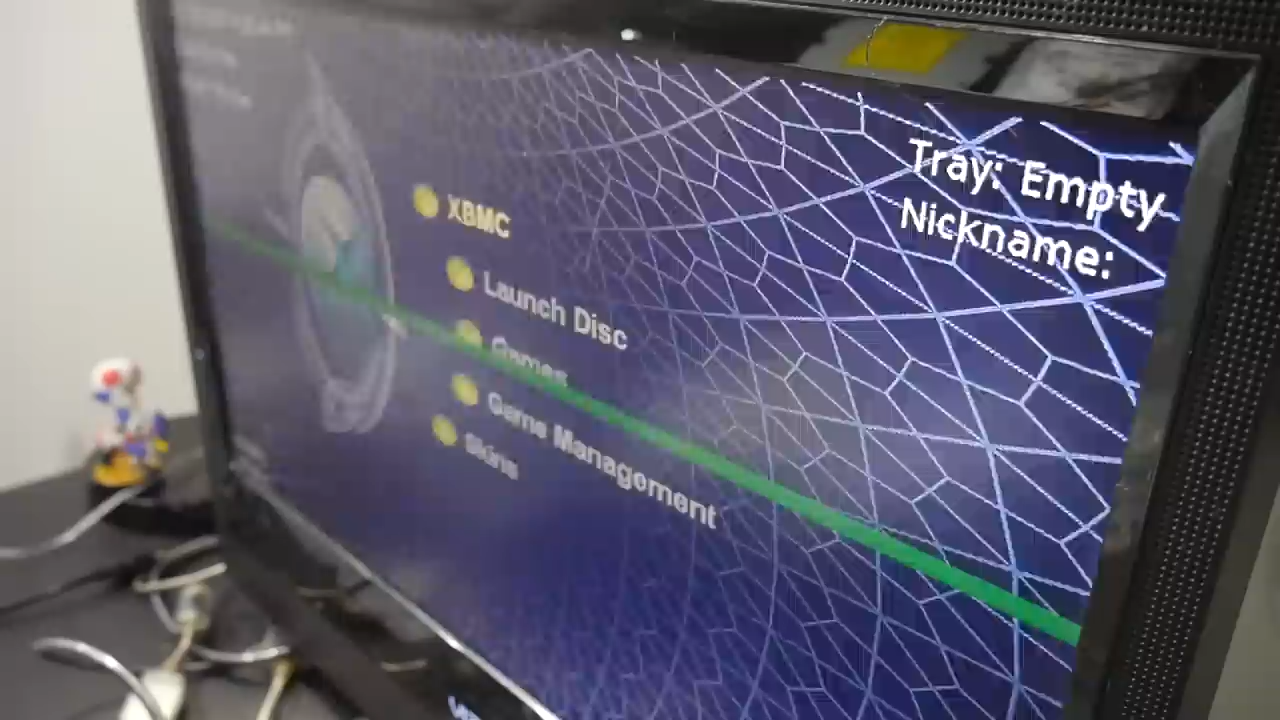 Tray: Empty
Nickname:
XBMC
Launch Disc
Games
Game Management
Skins